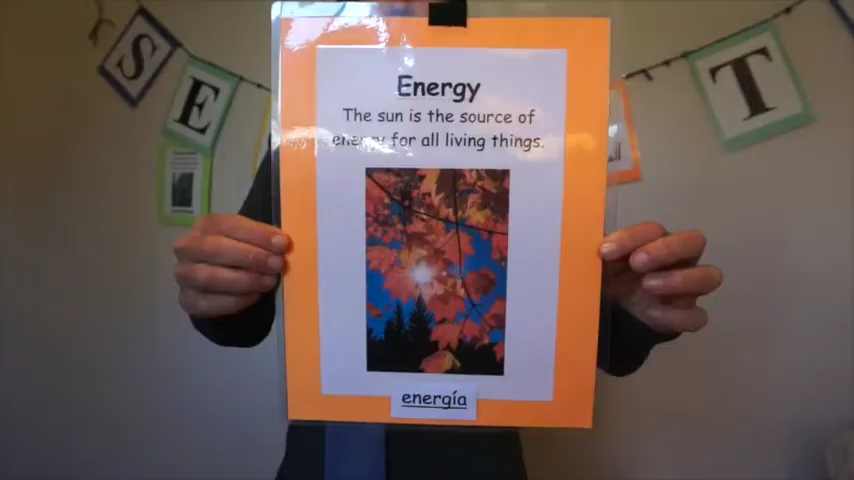 S
E
T
Energy
The sun is the source of
energy for all living things.
energía